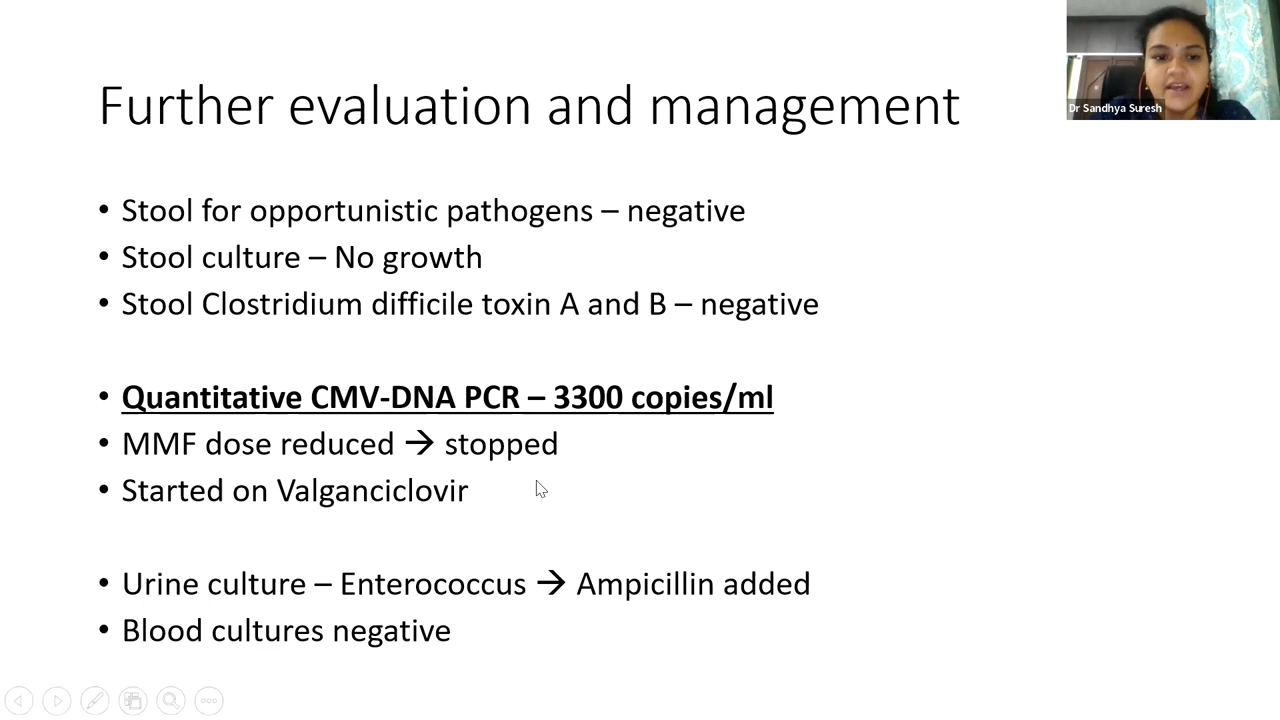 Further evaluation and management
Dr Sandhya Suresh
• Stool for opportunistic pathogens – negative
• Stool culture – No growth
• Stool Clostridium difficile toxin A and B – negative
• Quantitative CMV-DNA PCR – 3300 copies/ml
• MMF dose reduced → stopped
• Started on Valganciclovir
• Urine culture – Enterococcus → Ampicillin added
• Blood cultures negative